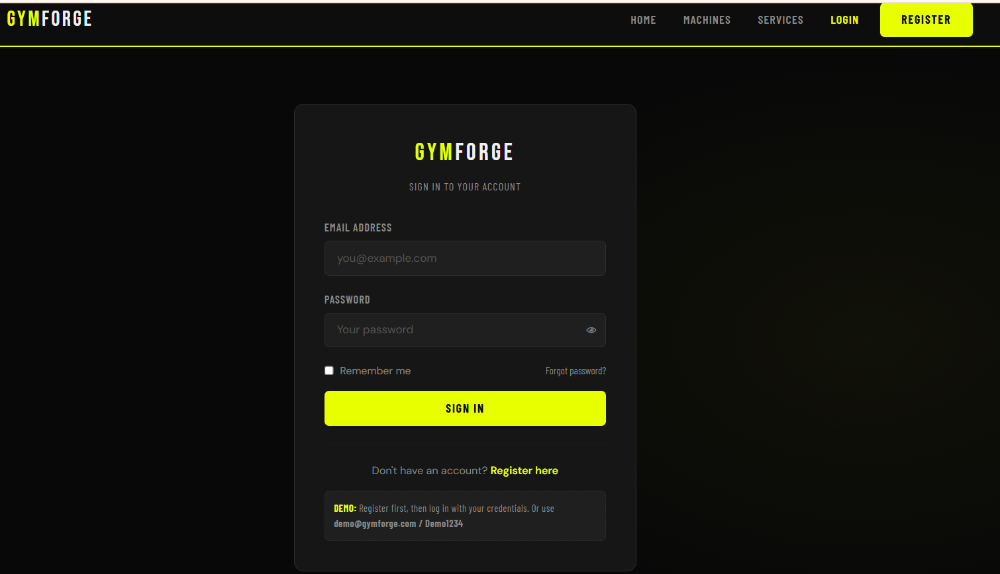 GYMFORGE
HOME MACHINES SERVICES LOGIN REGISTER
GYMFORGE
SIGN IN TO YOUR ACCOUNT
EMAIL ADDRESS
you@example.com
PASSWORD
Your password
Remember me Forgot password?
SIGN IN
Don't have an account? Register here
DEMO: Register first, then log in with your credentials. Or use
demo@gymforge.com / Demo1234